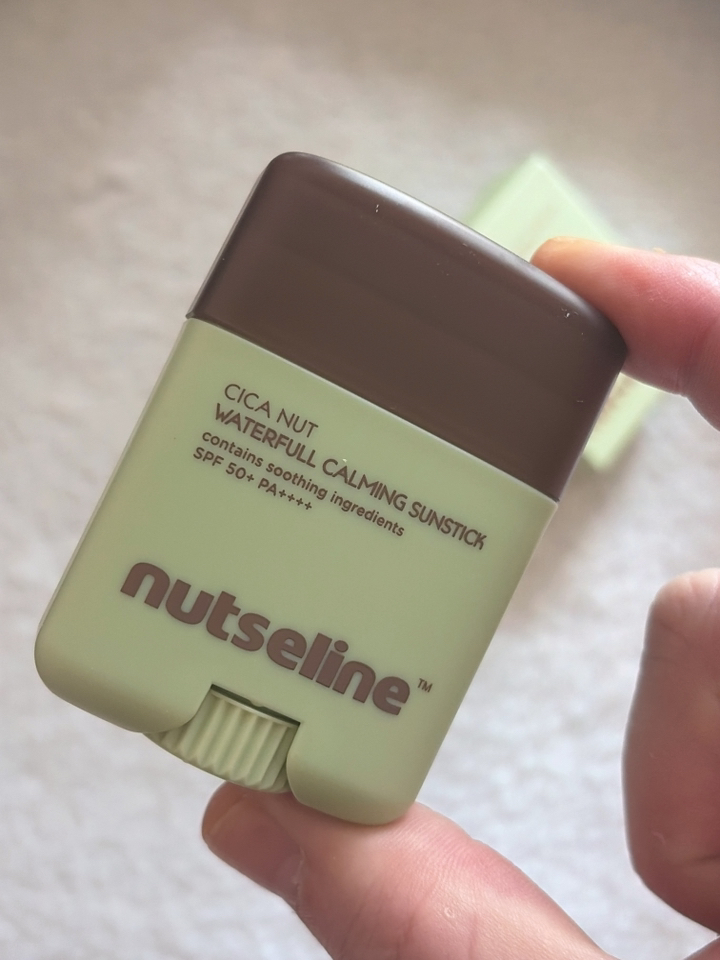 CICA NUT
WATERFULL CALMING SUNSTICK
contains soothing ingredients
SPF 50+ PA++++
nutseline™